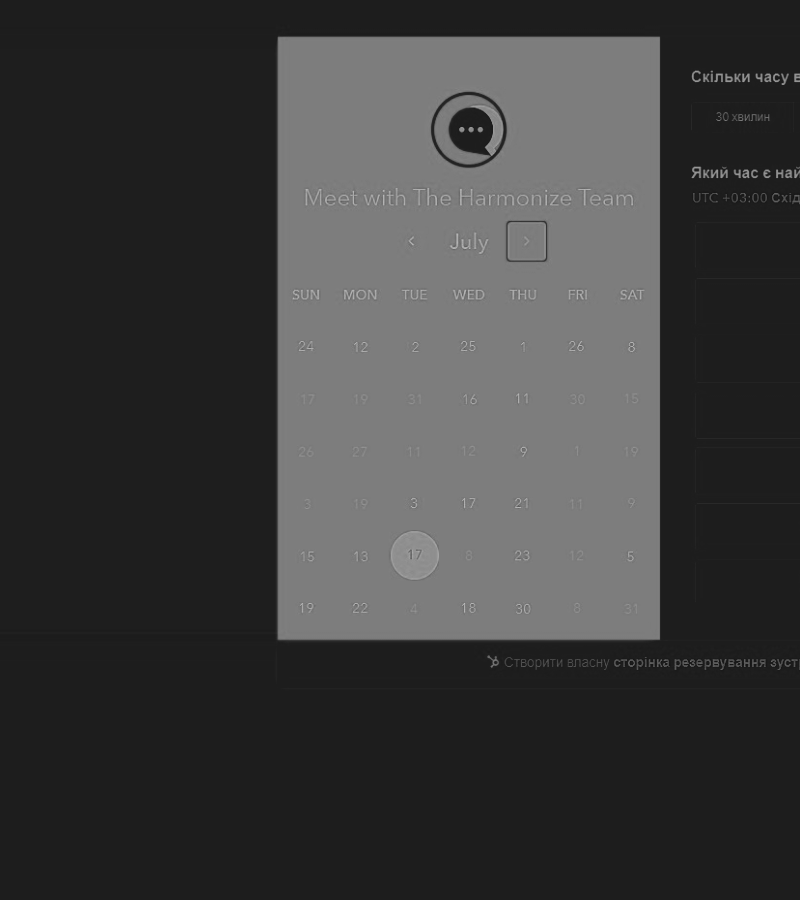 Meet with The Harmonize Team
July
SUN MON TUE WED THU FRI SAT
24 12 2 25 1 26 8
17 19 31 16 11 30 15
26 27 11 12 9 1 19
3 19 3 17 21 11 9
15 13 17 8 23 12 5
19 22 4 18 30 8 31
Скільки часу в
30 хвилин
Який час є най
UTC +03:00 Схід
Створити власну сторінка резервування зуст